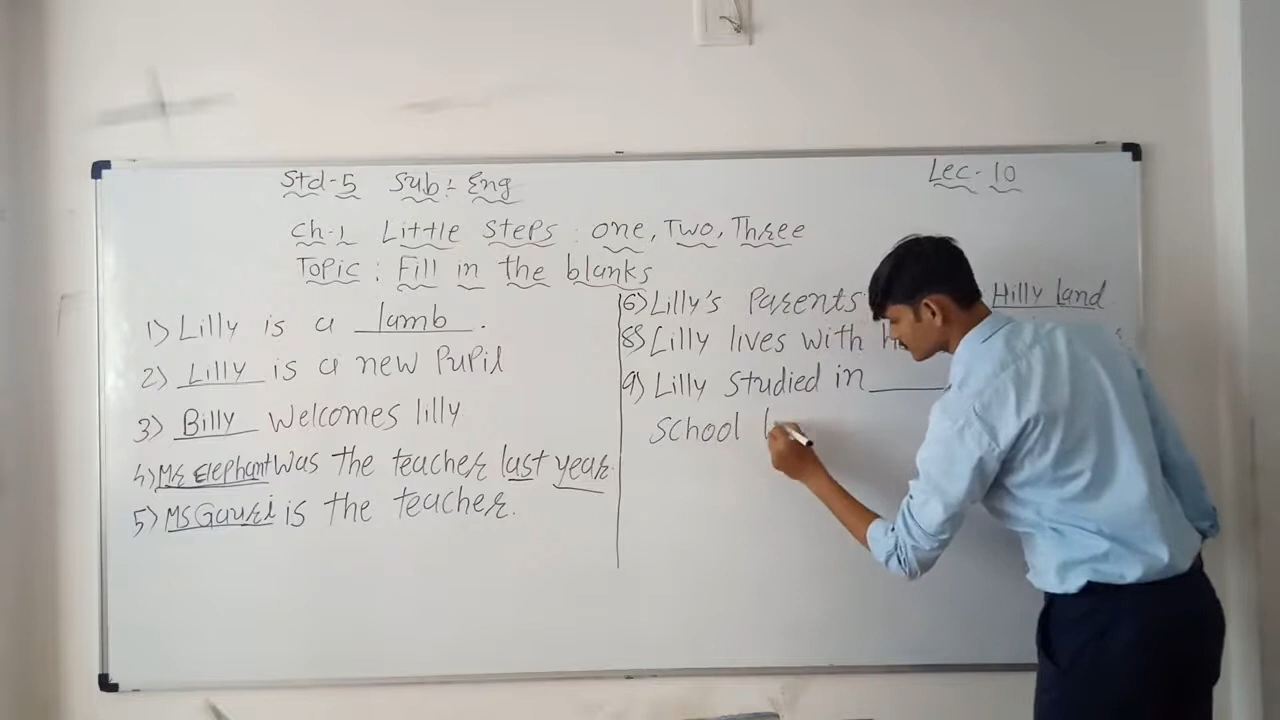 Std-5 Sub:- Eng
Lec-10
Ch-1 Little Steps : One, Two, Three
Topic : Fill in the blanks
1) Lilly is a lamb.
2) Lilly is a new Pupil
3) Billy Welcomes lilly
4) Mr Elephant was the teacher last year.
5) Ms Gauri is the teacher.
6) Lilly's Parents Hilly land
8) Lilly lives with
9) Lilly Studied in ______
School